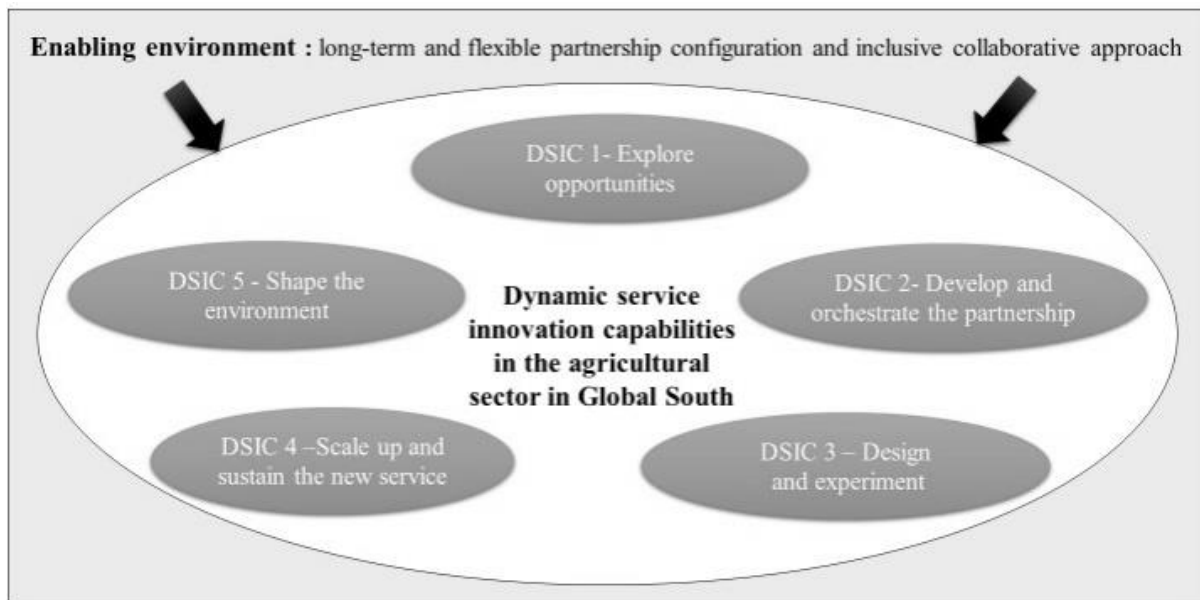 Enabling environment : long-term and flexible partnership configuration and inclusive collaborative approach
DSIC 1- Explore
opportunities
DSIC 5 - Shape the
environment
DSIC 2- Develop and
orchestrate the partnership
Dynamic service
innovation capabilities
in the agricultural
sector in Global South
DSIC 4 –Scale up and
sustain the new service
DSIC 3 – Design
and experiment